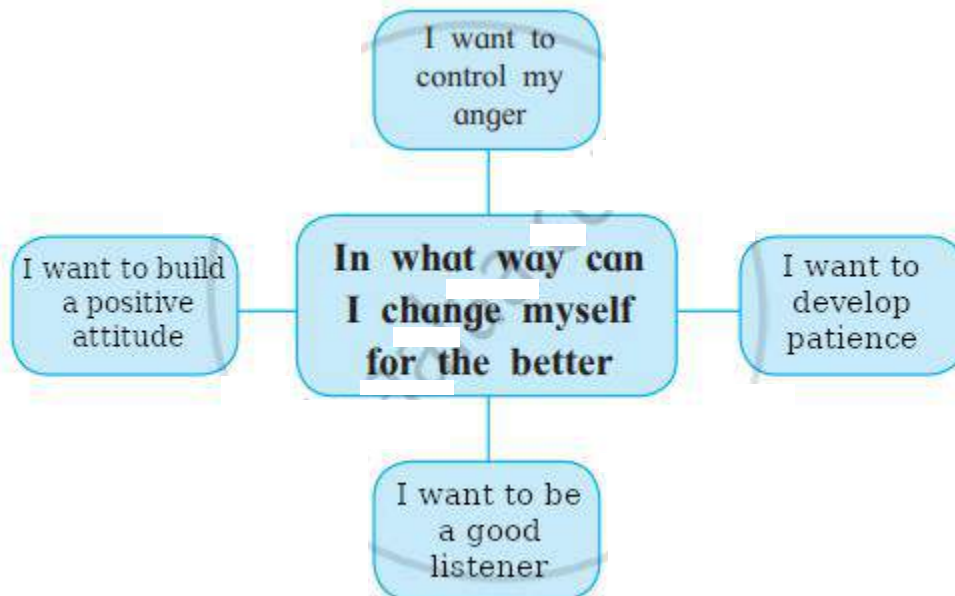 I want to
control my
anger
I want to build
a positive
attitude
In what way can
I change myself
for the better
I want to
develop
patience
I want to be
a good
listener